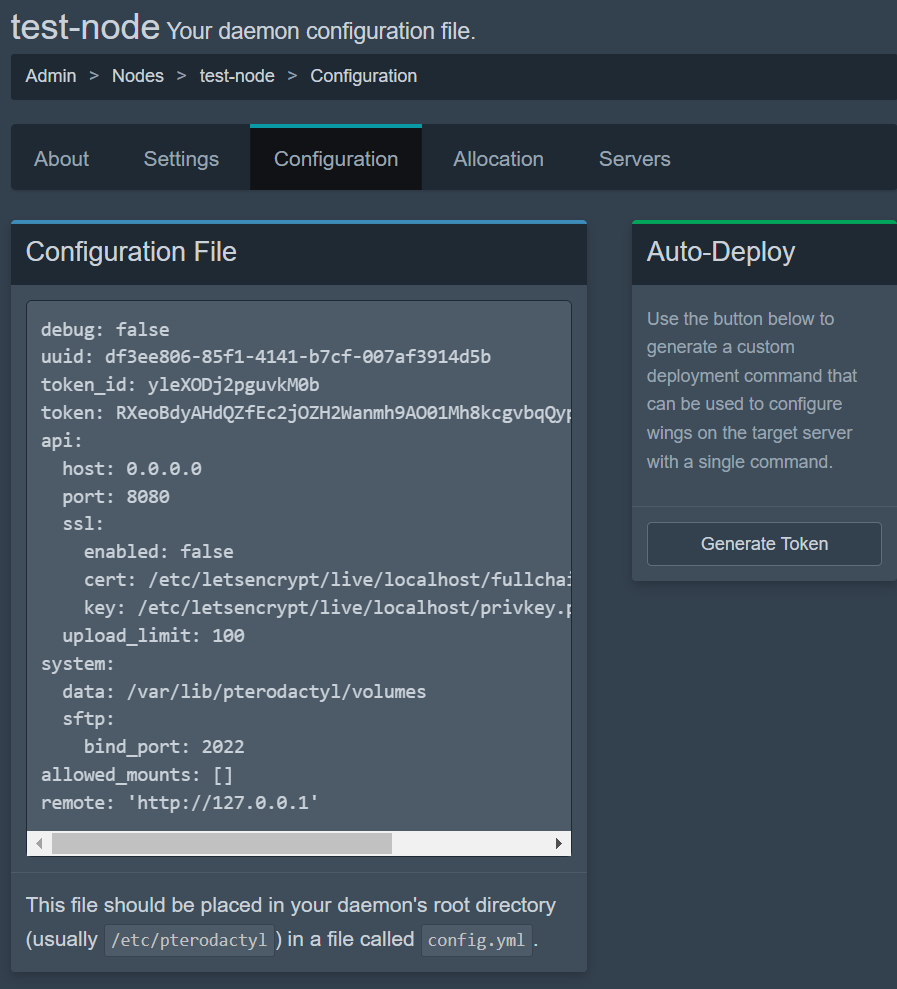 test-node Your daemon configuration file.
Admin > Nodes > test-node > Configuration
About Settings Configuration Allocation Servers
Configuration File
debug: false
uuid: df3ee806-85f1-4141-b7cf-007af3914d5b
token_id: yleXODj2pguvkM0b
token: RXeoBdyAHdQZfEc2jOZH2Wanmh9AO01Mh8kcgvbqQyp
api:
  host: 0.0.0.0
  port: 8080
  ssl:
    enabled: false
    cert: /etc/letsencrypt/live/localhost/fullchai
    key: /etc/letsencrypt/live/localhost/privkey.p
  upload_limit: 100
system:
  data: /var/lib/pterodactyl/volumes
  sftp:
    bind_port: 2022
allowed_mounts: []
remote: 'http://127.0.0.1'
This file should be placed in your daemon's root directory
(usually /etc/pterodactyl ) in a file called config.yml .
Auto-Deploy
Use the button below to
generate a custom
deployment command that
can be used to configure
wings on the target server
with a single command.
Generate Token